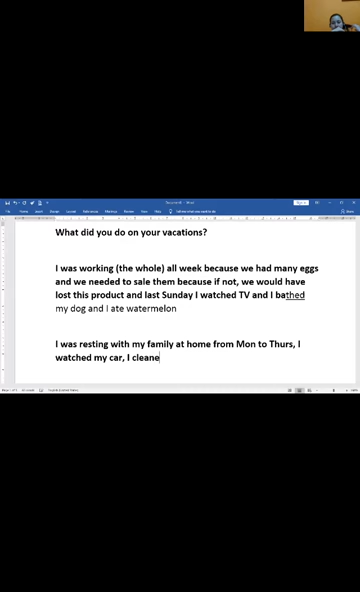 What did you do on your vacations?
I was working (the whole) all week because we had many eggs
and we needed to sale them because if not, we would have
lost this product and last Sunday I watched TV and I bathed
my dog and I ate watermelon
I was resting with my family at home from Mon to Thurs, I
watched my car, I cleane